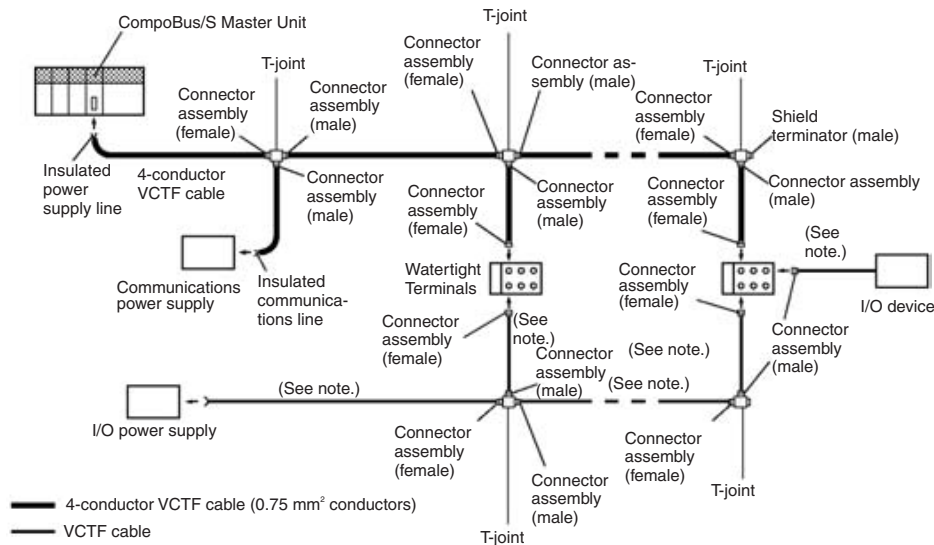 CompoBus/S Master Unit
T-joint
Connector
assembly
(female)
Connector as-
sembly (male)
T-joint
Connector
assembly
(female)
Connector
assembly
(male)
T-joint
Connector
assembly
(female)
Shield
terminator (male)
Insulated
power
supply line
4-conductor
VCTF cable
Connector
assembly
(male)
Connector
assembly
(female)
Connector
assembly
(male)
Connector
assembly
(female)
Connector assembly
(male)
Communications
power supply
Insulated
communica-
tions line
Watertight
Terminals
Connector
assembly
(female)
(See
note.)
I/O device
Connector
assembly
(female)
(See
note.)
Connector
assembly
(male)
(See note.)
Connector
assembly
(male)
(See note.)
(See note.)
I/O power supply
Connector
assembly
(female)
Connector
assembly
(male)
Connector
assembly
(female)
T-joint
T-joint
4-conductor VCTF cable (0.75 mm² conductors)
VCTF cable